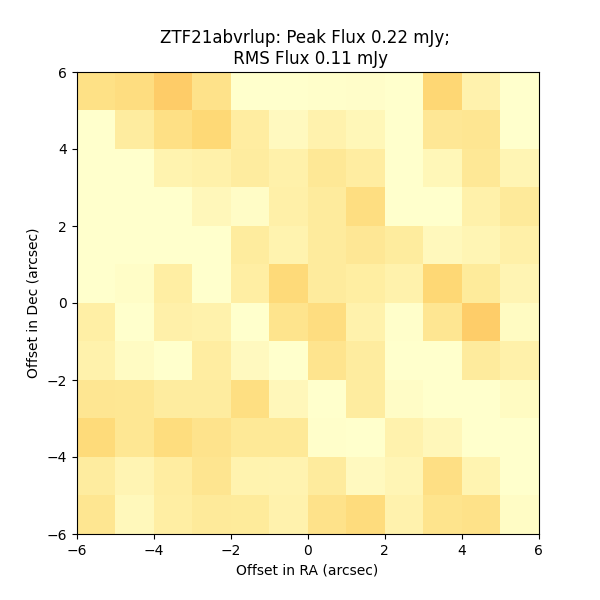 ZTF21abvrlup: Peak Flux 0.22 mJy;
RMS Flux 0.11 mJy
6
4
2
0
−2
−4
−6
Offset in Dec (arcsec)
−6 −4 −2 0 2 4 6
Offset in RA (arcsec)